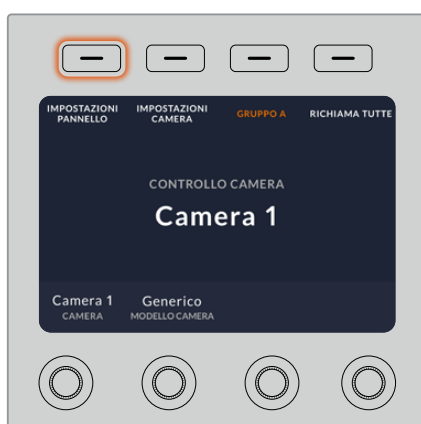 IMPOSTAZIONI PANNELLO
IMPOSTAZIONI CAMERA
GRUPPO A
RICHIAMA TUTTE
CONTROLLO CAMERA
Camera 1
Camera 1
CAMERA
Generico
MODELLO CAMERA